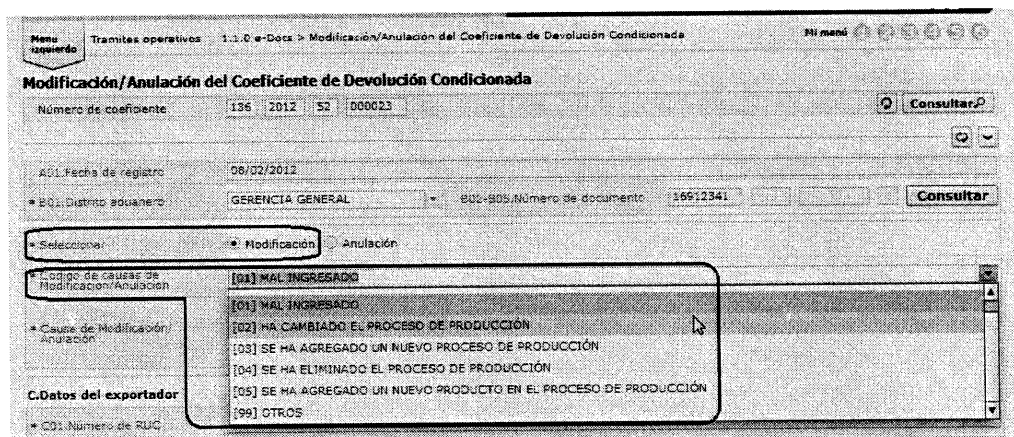 Menu izquierdo
Tramites operativos 1.1.0 e-Docs > Modificación/Anulación del Coeficiente de Devolución Condicionada Mi menú
Modificación/Anulación del Coeficiente de Devolución Condicionada
Número de coeficiente 136 2012 52 000023 Consultar
A01.Fecha de registro 08/02/2012
* B01.Distrito aduanero GERENCIA GENERAL B02-B05.Número de documento 16912341 Consultar
* Seleccionar Modificación Anulación
* Codigo de causas de Modificacion/Anulacion [01] MAL INGRESADO
[01] MAL INGRESADO
[02] HA CAMBIADO EL PROCESO DE PRODUCCIÓN
* Causa de Modificación/ Anulación
[03] SE HA AGREGADO UN NUEVO PROCESO DE PRODUCCIÓN
[04] SE HA ELIMINADO EL PROCESO DE PRODUCCIÓN
[05] SE HA AGREGADO UN NUEVO PRODUCTO EN EL PROCESO DE PRODUCCIÓN
C.Datos del exportador
[99] OTROS
* C01.Número de RUC